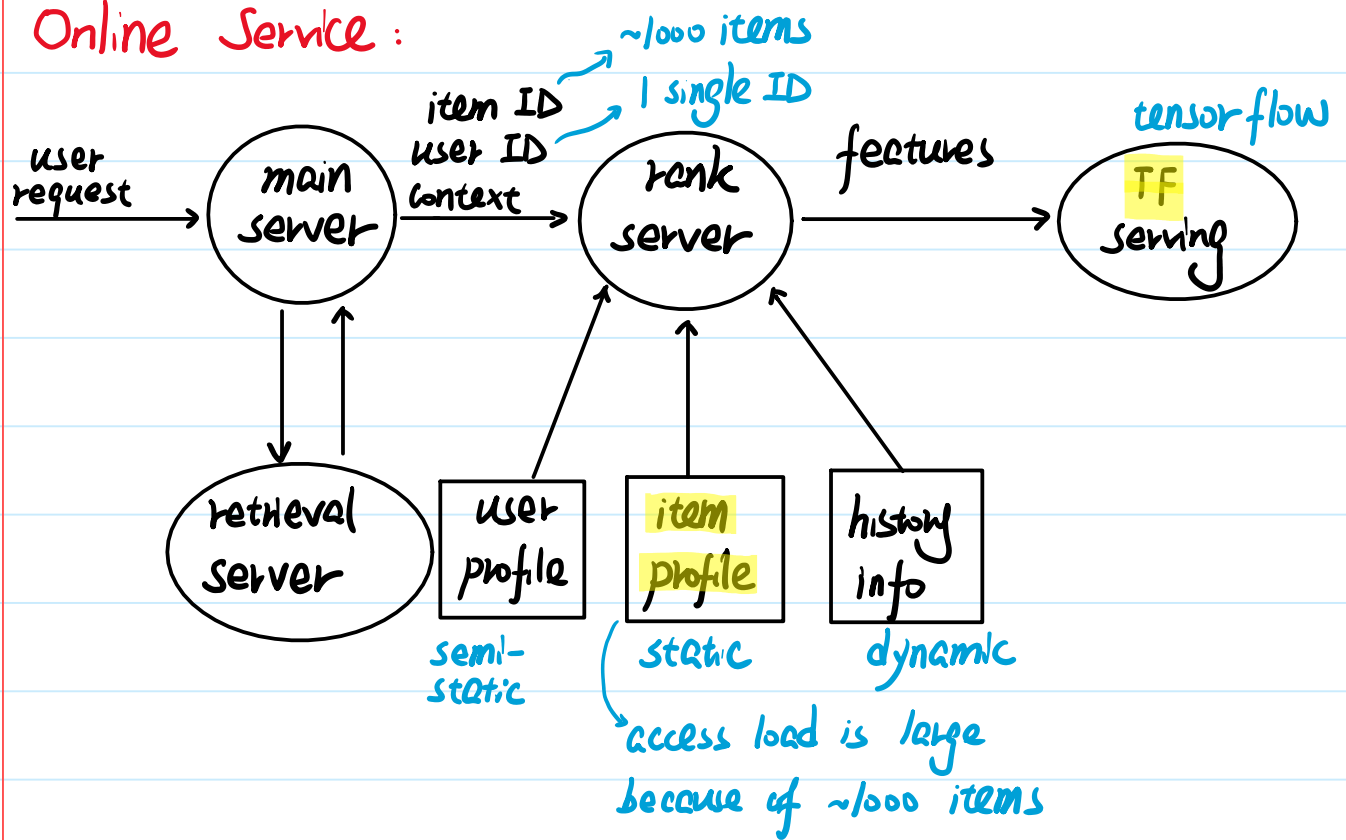 Online Service:
~1000 items
1 single ID
item ID
user ID
context
user
request
main
server
rank
server
features
tensorflow
TF
serving
retrieval
server
user
profile
item
profile
history
info
semi-
static
static
dynamic
access load is large
because of ~1000 items